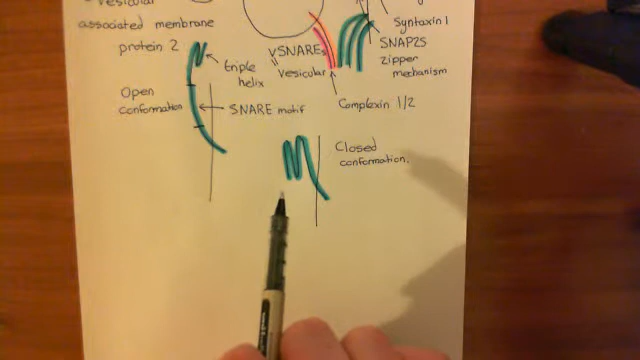 Vesicular
associated membrane
protein 2
triple
helix
Open
conformation
SNARE motif
vSNAREs
Vesicular
Complexin 1/2
Syntaxin 1
SNAP25
zipper
mechanism
Closed
conformation.